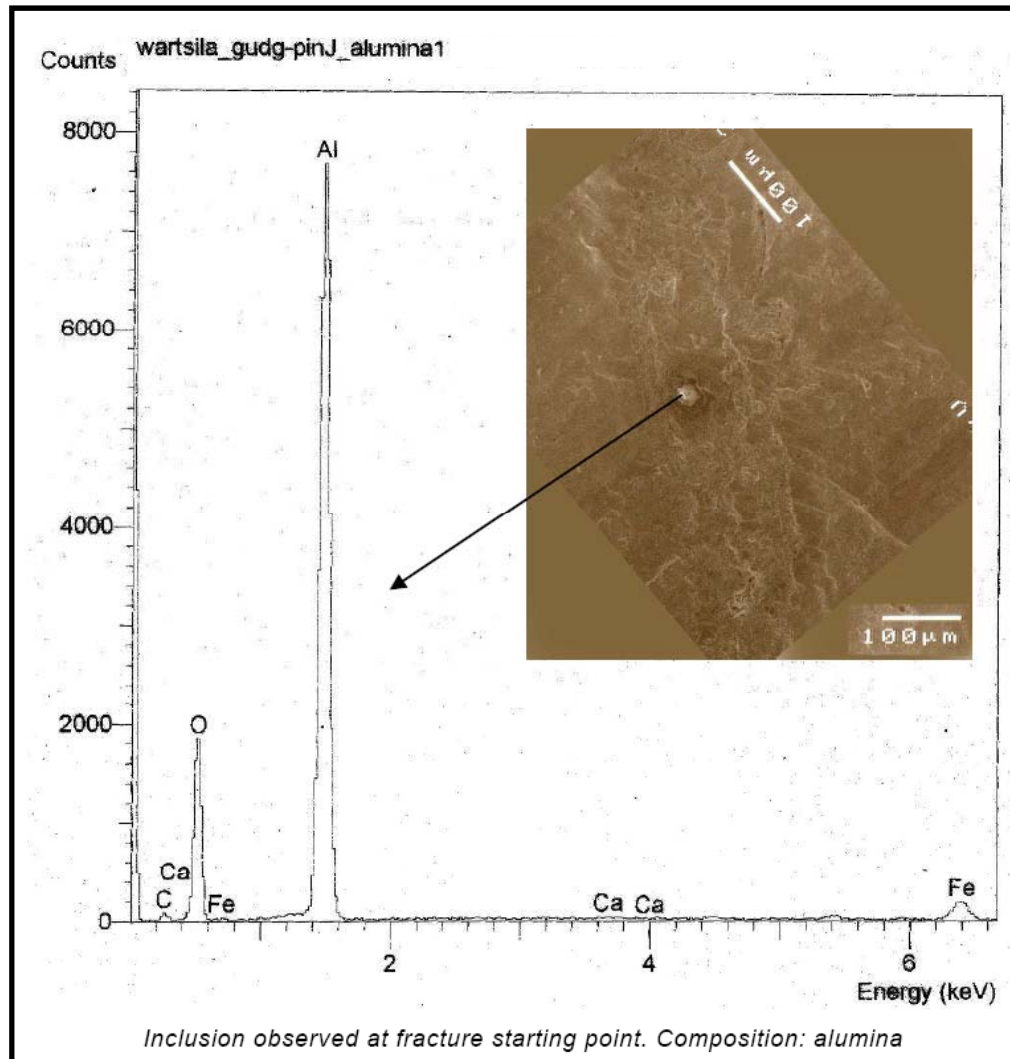 wartsila_gudg-pinJ_alumina1
Counts
8000
6000
4000
2000
0
Al
O
Ca
C
Fe
Ca
Ca
Fe
100µm
100µm
2
4
6
Energy (keV)
Inclusion observed at fracture starting point. Composition: alumina